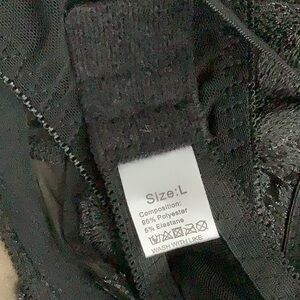 Size:L
Composition:
95% Polyester
5% Elastane
WASH WITH LIKE